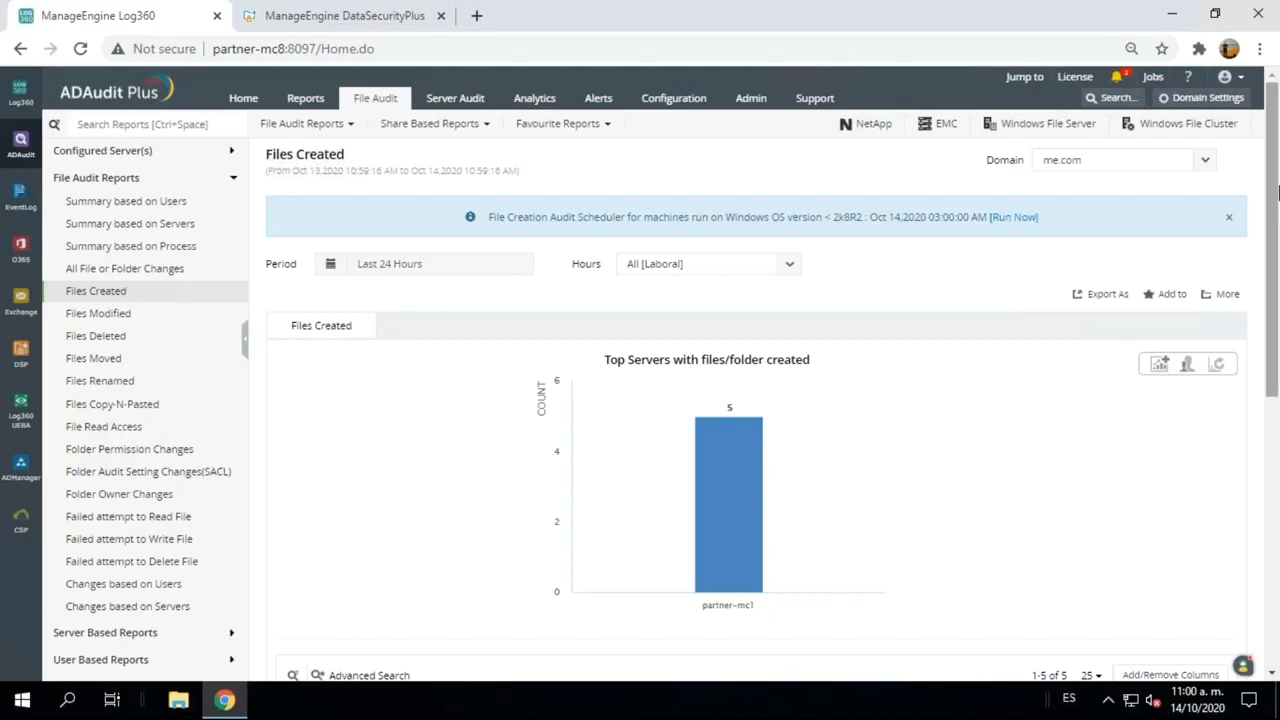 ManageEngine Log360
ManageEngine DataSecurityPlus
Not secure
partner-mc8:8097/Home.do
Log360
ADAudit
EventLog
O365
Exchange
DSP
Log360 UEBA
ADManager
CSP
ADAudit Plus
Jump to
License
2
Jobs
?
Home
Reports
File Audit
Server Audit
Analytics
Alerts
Configuration
Admin
Support
Search...
Domain Settings
Search Reports [Ctrl+Space]
File Audit Reports
Share Based Reports
Favourite Reports
NetApp
EMC
Windows File Server
Windows File Cluster
Configured Server(s)
File Audit Reports
Summary based on Users
Summary based on Servers
Summary based on Process
All File or Folder Changes
Files Created
Files Modified
Files Deleted
Files Moved
Files Renamed
Files Copy-N-Pasted
File Read Access
Folder Permission Changes
Folder Audit Setting Changes(SACL)
Folder Owner Changes
Failed attempt to Read File
Failed attempt to Write File
Failed attempt to Delete File
Changes based on Users
Changes based on Servers
Server Based Reports
User Based Reports
Files Created
(From Oct 13,2020 10:59:16 AM to Oct 14,2020 10:59:16 AM)
Domain
me.com
File Creation Audit Scheduler for machines run on Windows OS version < 2k8R2 : Oct 14,2020 03:00:00 AM [Run Now]
Period
Last 24 Hours
Hours
All [Laboral]
Export As
Add to
More
Files Created
Top Servers with files/folder created
COUNT
6
4
2
0
5
partner-mc1
Advanced Search
1-5 of 5
25
Add/Remove Columns
ES
11:00 a. m.
14/10/2020